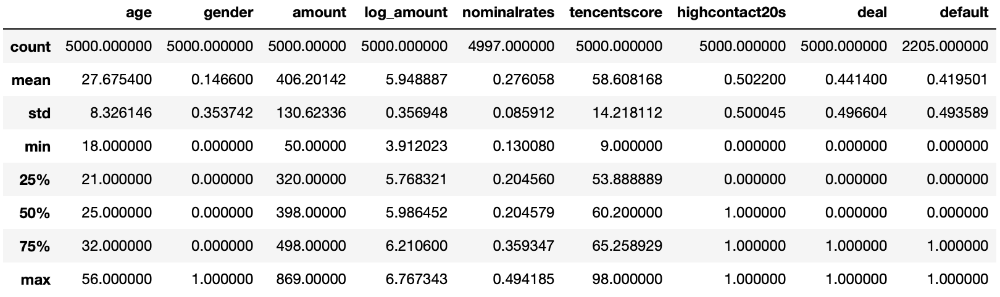 age gender amount log_amount nominalrates tencentscore highcontact20s deal default
count 5000.000000 5000.000000 5000.00000 5000.000000 4997.000000 5000.000000 5000.000000 5000.000000 2205.000000
mean 27.675400 0.146600 406.20142 5.948887 0.276058 58.608168 0.502200 0.441400 0.419501
std 8.326146 0.353742 130.62336 0.356948 0.085912 14.218112 0.500045 0.496604 0.493589
min 18.000000 0.000000 50.00000 3.912023 0.130080 9.000000 0.000000 0.000000 0.000000
25% 21.000000 0.000000 320.00000 5.768321 0.204560 53.888889 0.000000 0.000000 0.000000
50% 25.000000 0.000000 398.00000 5.986452 0.204579 60.200000 1.000000 0.000000 0.000000
75% 32.000000 0.000000 498.00000 6.210600 0.359347 65.258929 1.000000 1.000000 1.000000
max 56.000000 1.000000 869.00000 6.767343 0.494185 98.000000 1.000000 1.000000 1.000000